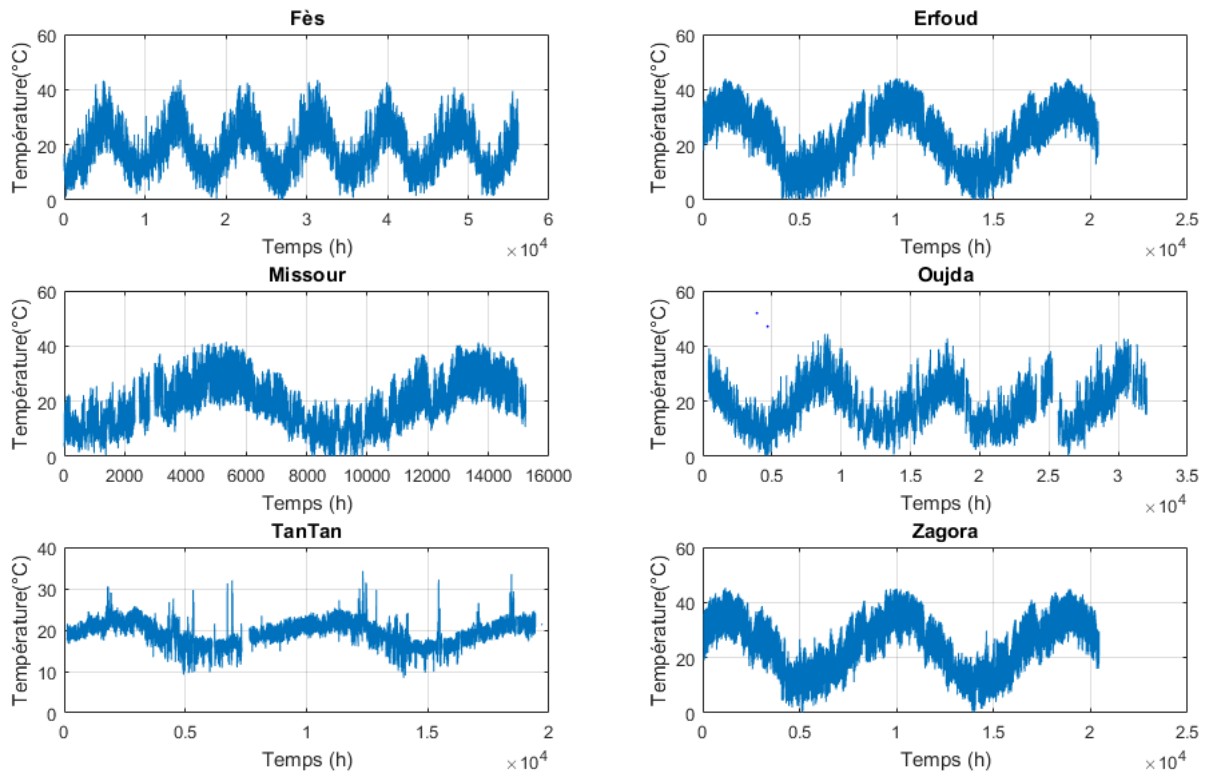 Fès
Température(°C)
60
40
20
0
0 1 2 3 4 5 6
Temps (h)
×10^4
Erfoud
Température(°C)
60
40
20
0
0 0.5 1 1.5 2 2.5
Temps (h)
×10^4
Missour
Température(°C)
60
40
20
0
0 2000 4000 6000 8000 10000 12000 14000 16000
Temps (h)
Oujda
Température(°C)
60
40
20
0
0 0.5 1 1.5 2 2.5 3 3.5
Temps (h)
×10^4
TanTan
Température(°C)
40
30
20
10
0
0 0.5 1 1.5 2
Temps (h)
×10^4
Zagora
Température(°C)
60
40
20
0
0 0.5 1 1.5 2 2.5
Temps (h)
×10^4